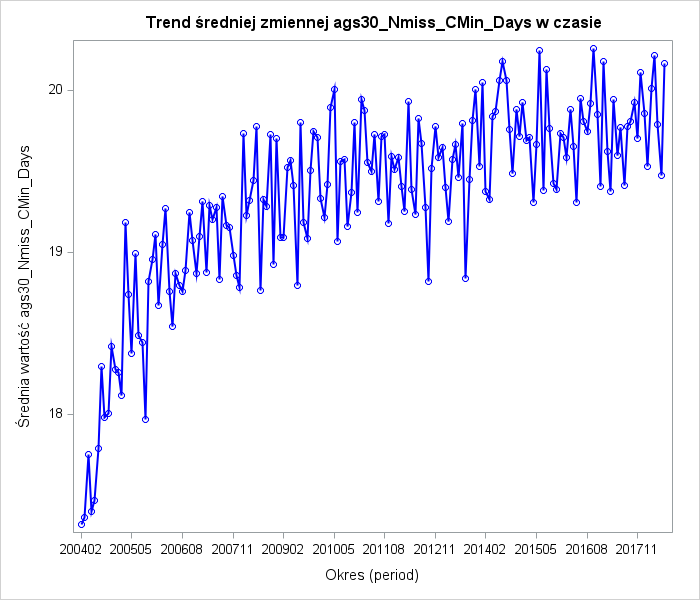 Trend średniej zmiennej ags30_Nmiss_CMin_Days w czasie
Średnia wartość ags30_Nmiss_CMin_Days
20
19
18
200402 200505 200608 200711 200902 201005 201108 201211 201402 201505 201608 201711
Okres (period)